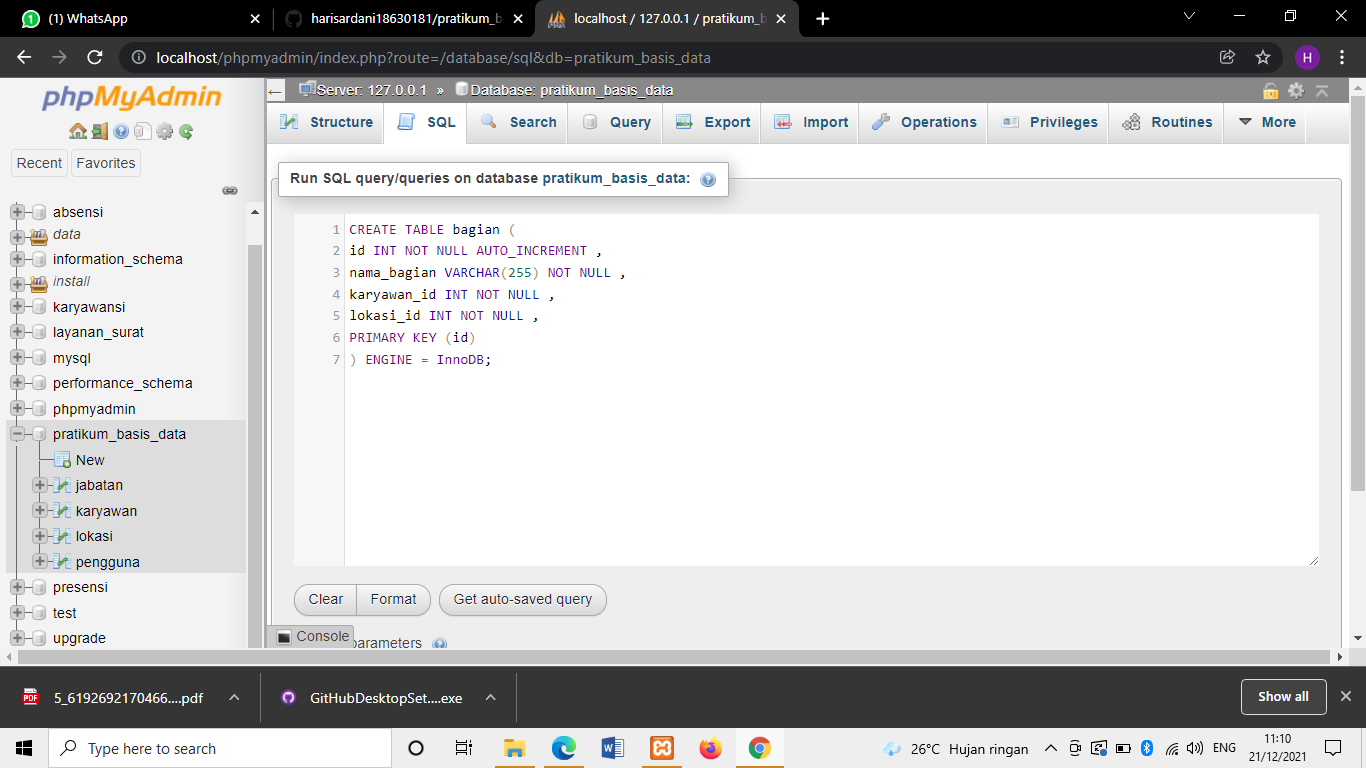 (1) WhatsApp
harisardani18630181/pratikum_b
localhost / 127.0.0.1 / pratikum_b
localhost/phpmyadmin/index.php?route=/database/sql&db=pratikum_basis_data
H
phpMyAdmin
Server: 127.0.0.1 » Database: pratikum_basis_data
Structure SQL Search Query Export Import Operations Privileges Routines More
Recent Favorites
Run SQL query/queries on database pratikum_basis_data:
absensi
data
information_schema
install
karyawansi
layanan_surat
mysql
performance_schema
phpmyadmin
pratikum_basis_data
New
jabatan
karyawan
lokasi
pengguna
presensi
test
upgrade
1 CREATE TABLE bagian (
2 id INT NOT NULL AUTO_INCREMENT ,
3 nama_bagian VARCHAR(255) NOT NULL ,
4 karyawan_id INT NOT NULL ,
5 lokasi_id INT NOT NULL ,
6 PRIMARY KEY (id)
7 ) ENGINE = InnoDB;
Clear Format Get auto-saved query
Console
parameters
5_6192692170466....pdf
GitHubDesktopSet....exe
Show all
PDF
Type here to search
26°C Hujan ringan
ENG
11:10
21/12/2021